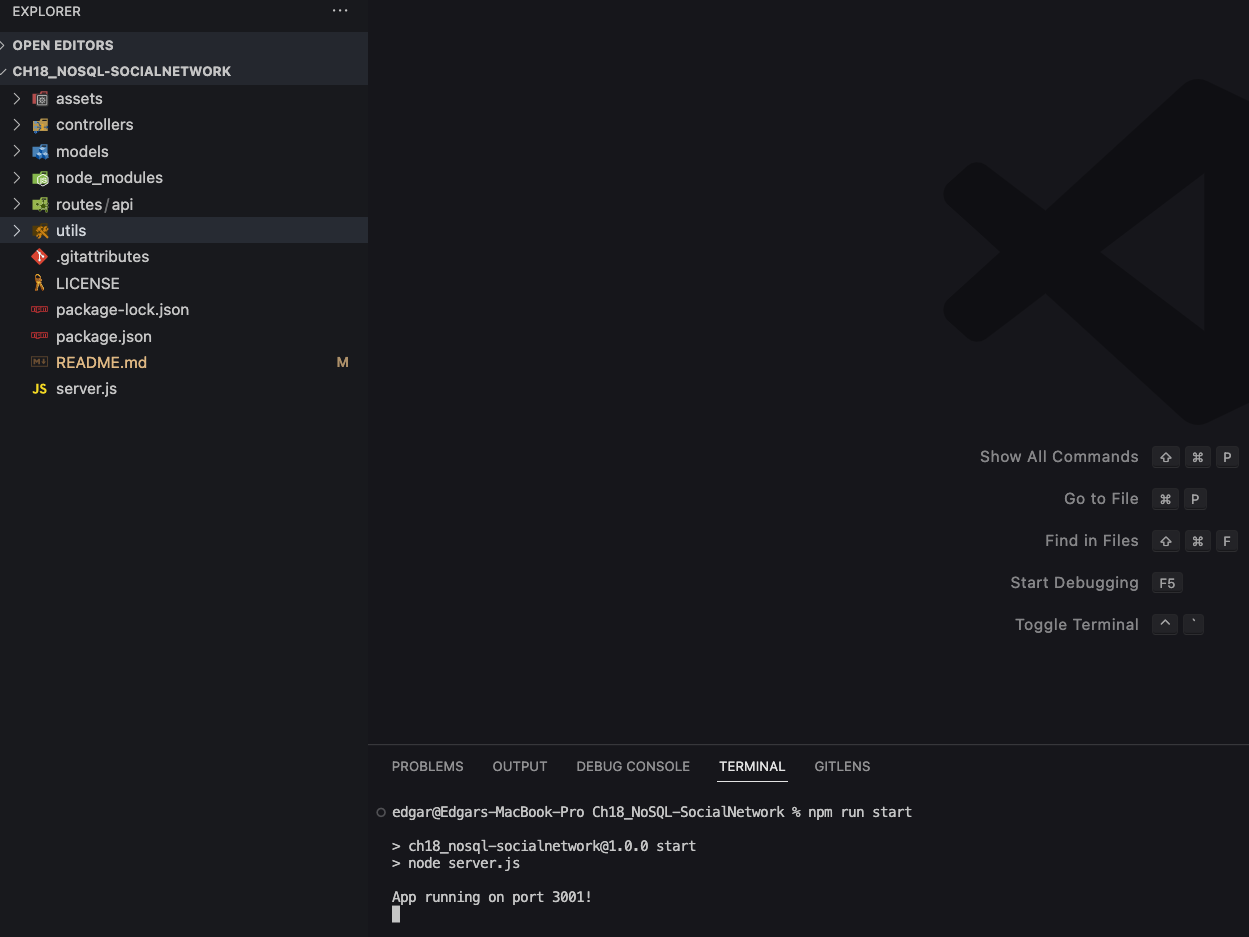 EXPLORER
OPEN EDITORS
CH18_NOSQL-SOCIALNETWORK
assets
controllers
models
node_modules
routes/api
utils
.gitattributes
LICENSE
package-lock.json
package.json
README.md M
JS server.js
Show All Commands ⇧ ⌘ P
Go to File ⌘ P
Find in Files ⇧ ⌘ F
Start Debugging F5
Toggle Terminal ^ `
PROBLEMS OUTPUT DEBUG CONSOLE TERMINAL GITLENS
edgar@Edgars-MacBook-Pro Ch18_NoSQL-SocialNetwork % npm run start
> ch18_nosql-socialnetwork@1.0.0 start
> node server.js
App running on port 3001!